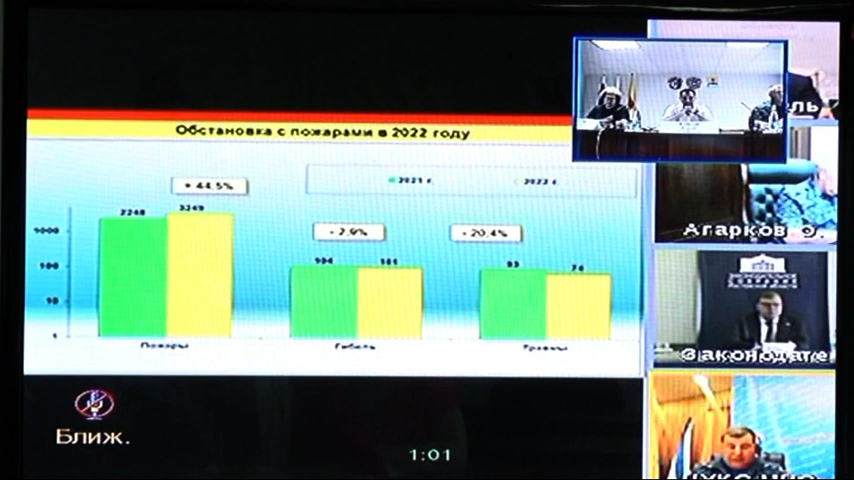 Обстановка с пожарами в 2022 году
2021 г. 2022 г.
+ 44,5%
- 2,9%
- 20,4%
2248 3249
104 101
93 74
1000
100
10
1
Пожары Гибель Травмы
Ближ.
1:01
ль
Агарков О.
Законодате